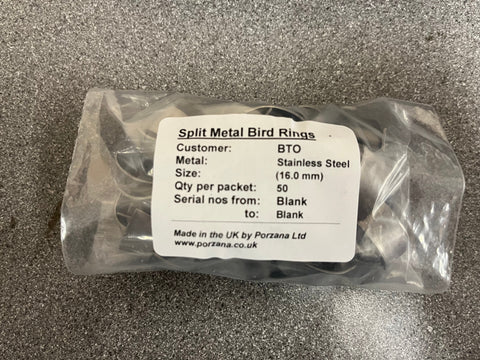 Split Metal Bird Rings
Customer: BTO
Metal: Stainless Steel
Size: (16.0 mm)
Qty per packet: 50
Serial nos from: Blank
to: Blank
Made in the UK by Porzana Ltd
www.porzana.co.uk